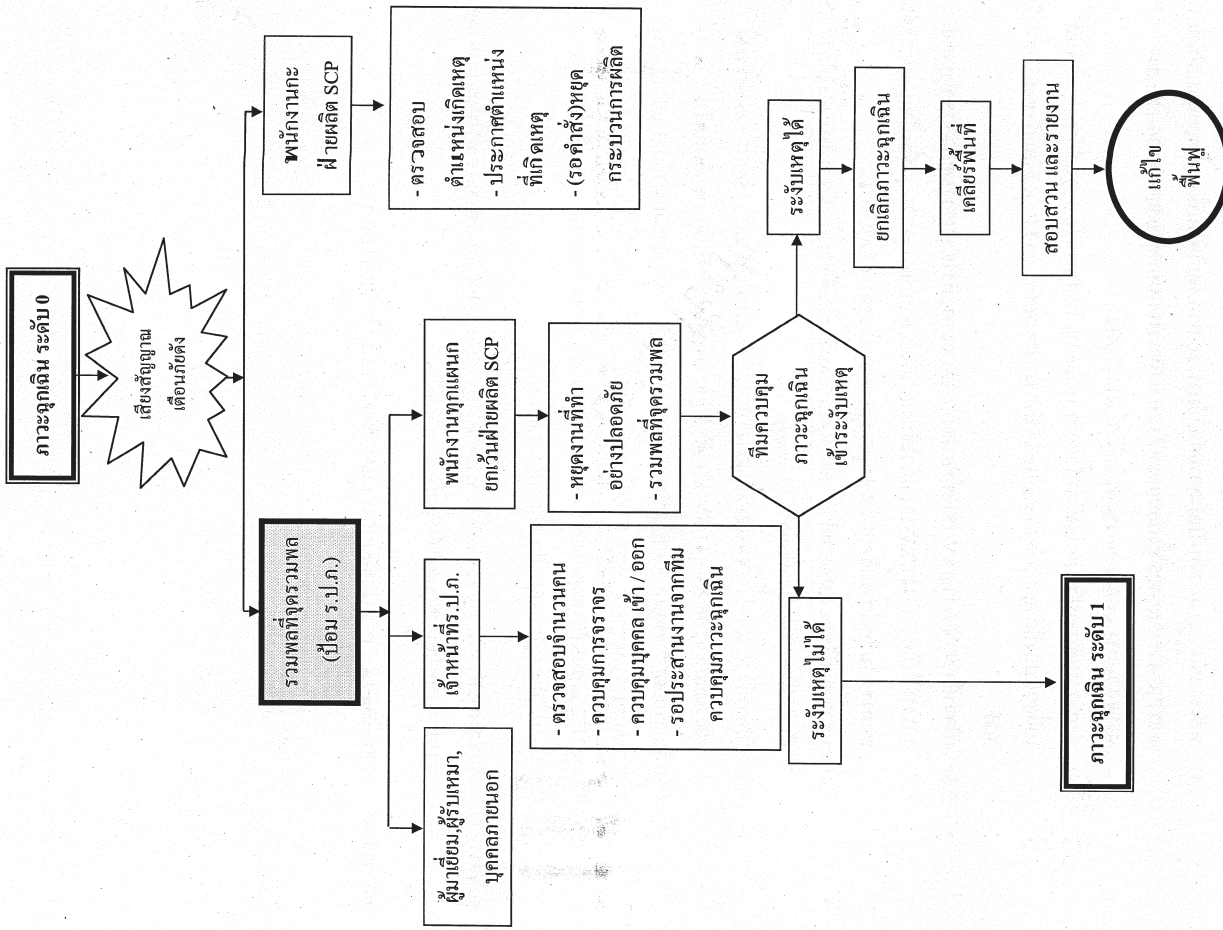 ภาวะฉุกเฉิน ระดับ 0
เสียงสัญญาณ
เตือนภัยดัง
รวมพลที่จุดรวมพล
(ป้อม ร.ป.ภ.)
พนักงานกะ
ฝ่ายผลิต SCP
- ตรวจสอบ
ตำแหน่งเกิดเหตุ
- ประกาศตำแหน่ง
ที่เกิดเหตุ
- (รอคำสั่ง)หยุด
กระบวนการผลิต
ผู้มาเยี่ยม,ผู้รับเหมา,
บุคคลภายนอก
เจ้าหน้าที่ร.ป.ภ.
พนักงานทุกแผนก
ยกเว้นฝ่ายผลิต SCP
- ตรวจสอบจำนวนคน
- ควบคุมการจราจร
- ควบคุมบุคคล เข้า / ออก
- รอประสานงานจากทีม
ควบคุมภาวะฉุกเฉิน
- หยุดงานที่ทำ
อย่างปลอดภัย
- รวมพลที่จุดรวมพล
ทีมควบคุม
ภาวะฉุกเฉิน
เข้าระงับเหตุ
ระงับเหตุไม่ได้
ระงับเหตุได้
ยกเลิกภาวะฉุกเฉิน
เคลียร์พื้นที่
สอบสวน และรายงาน
แก้ไข
ฟื้นฟู
ภาวะฉุกเฉิน ระดับ 1